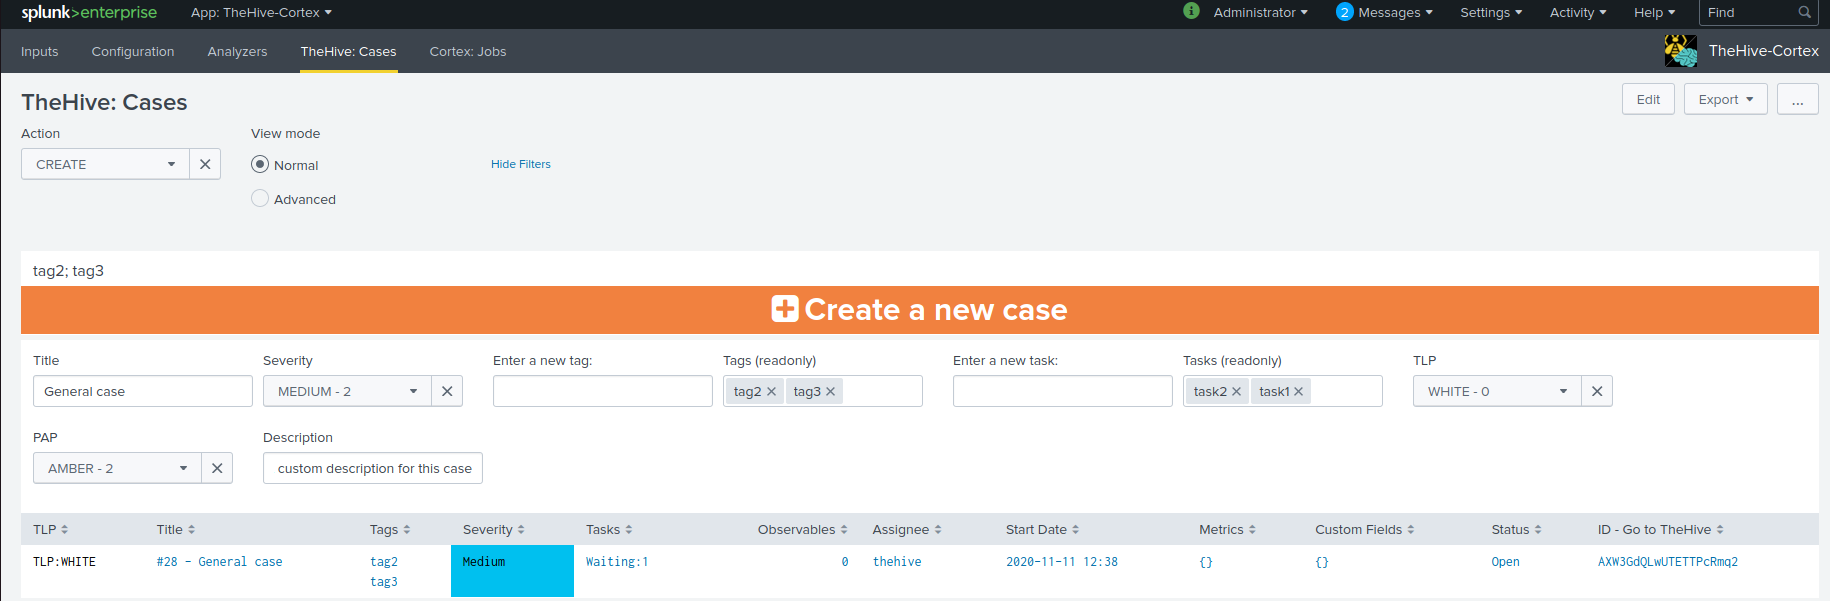 splunk>enterprise App: TheHive-Cortex i Administrator 2 Messages Settings Activity Help Find
Inputs Configuration Analyzers TheHive: Cases Cortex: Jobs TheHive-Cortex
TheHive: Cases Edit Export ...
Action View mode
CREATE Normal Hide Filters
Advanced
tag2; tag3
Create a new case
Title Severity Enter a new tag: Tags (readonly) Enter a new task: Tasks (readonly) TLP
General case MEDIUM - 2 tag2 tag3 task2 task1 WHITE - 0
PAP Description
AMBER - 2 custom description for this case
TLP Title Tags Severity Tasks Observables Assignee Start Date Metrics Custom Fields Status ID - Go to TheHive
TLP:WHITE #28 - General case tag2 Medium Waiting:1 0 thehive 2020-11-11 12:38 {} {} Open AXW3GdQLwUTETTPcRmq2
tag3